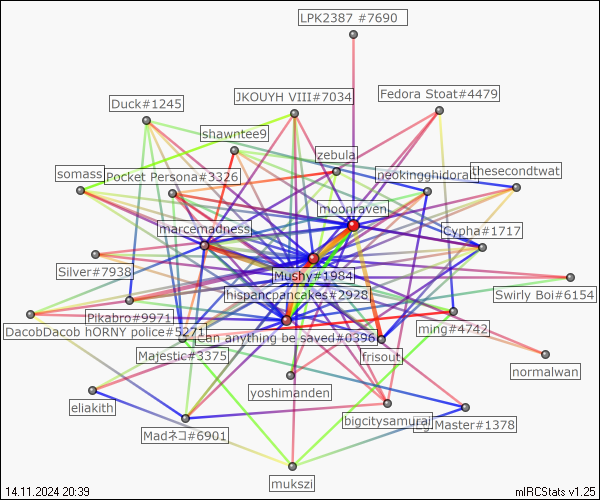 LPK2387 #7690
Fedora Stoat#4479
JKOUYH VIII#7034
Duck#1245
shawntee9
zebula
thesecondtwat
somass
Pocket Persona#3326
neokingghidorah
moonraven
marcemadness
Cypha#1717
Silver#7938
Mushy#1984
hispancpancakes#2928
Swirly Boi#6154
Pikabro#9971
DacobDacob hORNY police#5271
Can anything be saved#0396
ming#4742
Majestic#3375
frisout
normalwan
yoshimanden
eliakith
bigcitysamurai
Master#1378
Madネコ#6901
mukszi
14.11.2024 20:39
mIRCStats v1.25